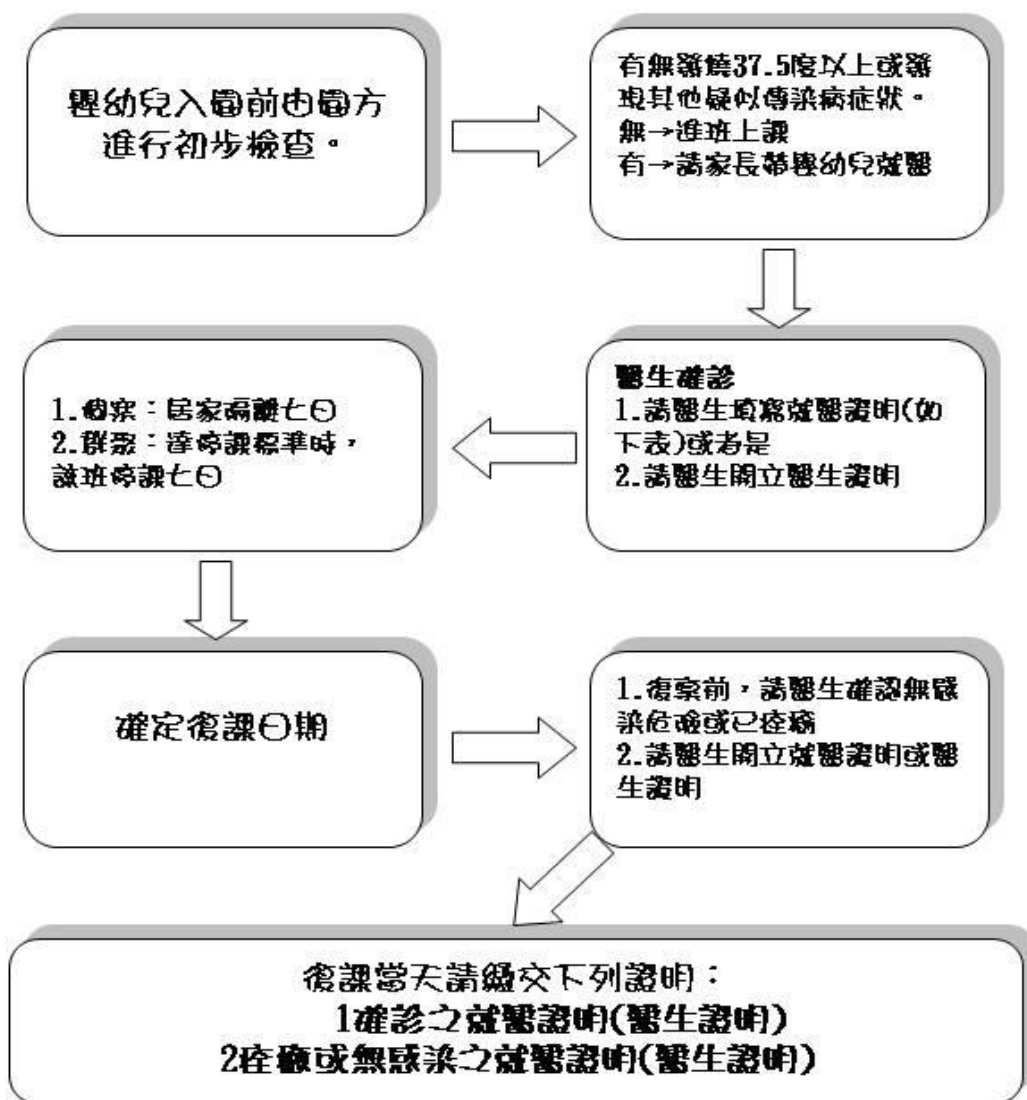 嬰幼兒入園前由園方
進行初步檢查。
有無發燒37.5度以上或發
現其他疑似傳染病症狀。
無→進班上課
有→請家長帶嬰幼兒就醫
醫生確診
1.請醫生填寫就醫證明(如
下表)或者是
2.請醫生開立醫生證明
1.個案：居家隔離七日
2.群聚：達停課標準時，
該班停課七日
確定復課日期
1.復案前，請醫生確認無感
染危險或已痊癒
2.請醫生開立就醫證明或醫
生證明
復課當天請繳交下列證明：
1確診之就醫證明(醫生證明)
2痊癒或無感染之就醫證明(醫生證明)